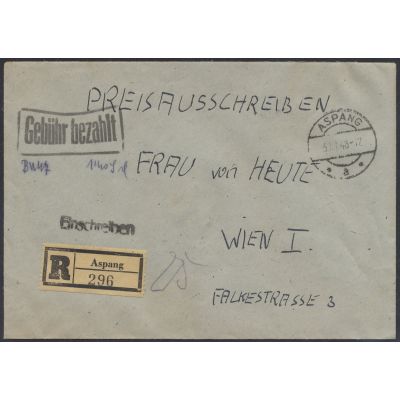 PREISAUSSCHREIBEN
Gebühr bezahlt
ASPANG
* a *
FRAU von HEUTE
Einschreiben
WIEN I.
R
Aspang
296
FALKESTRASSE 3